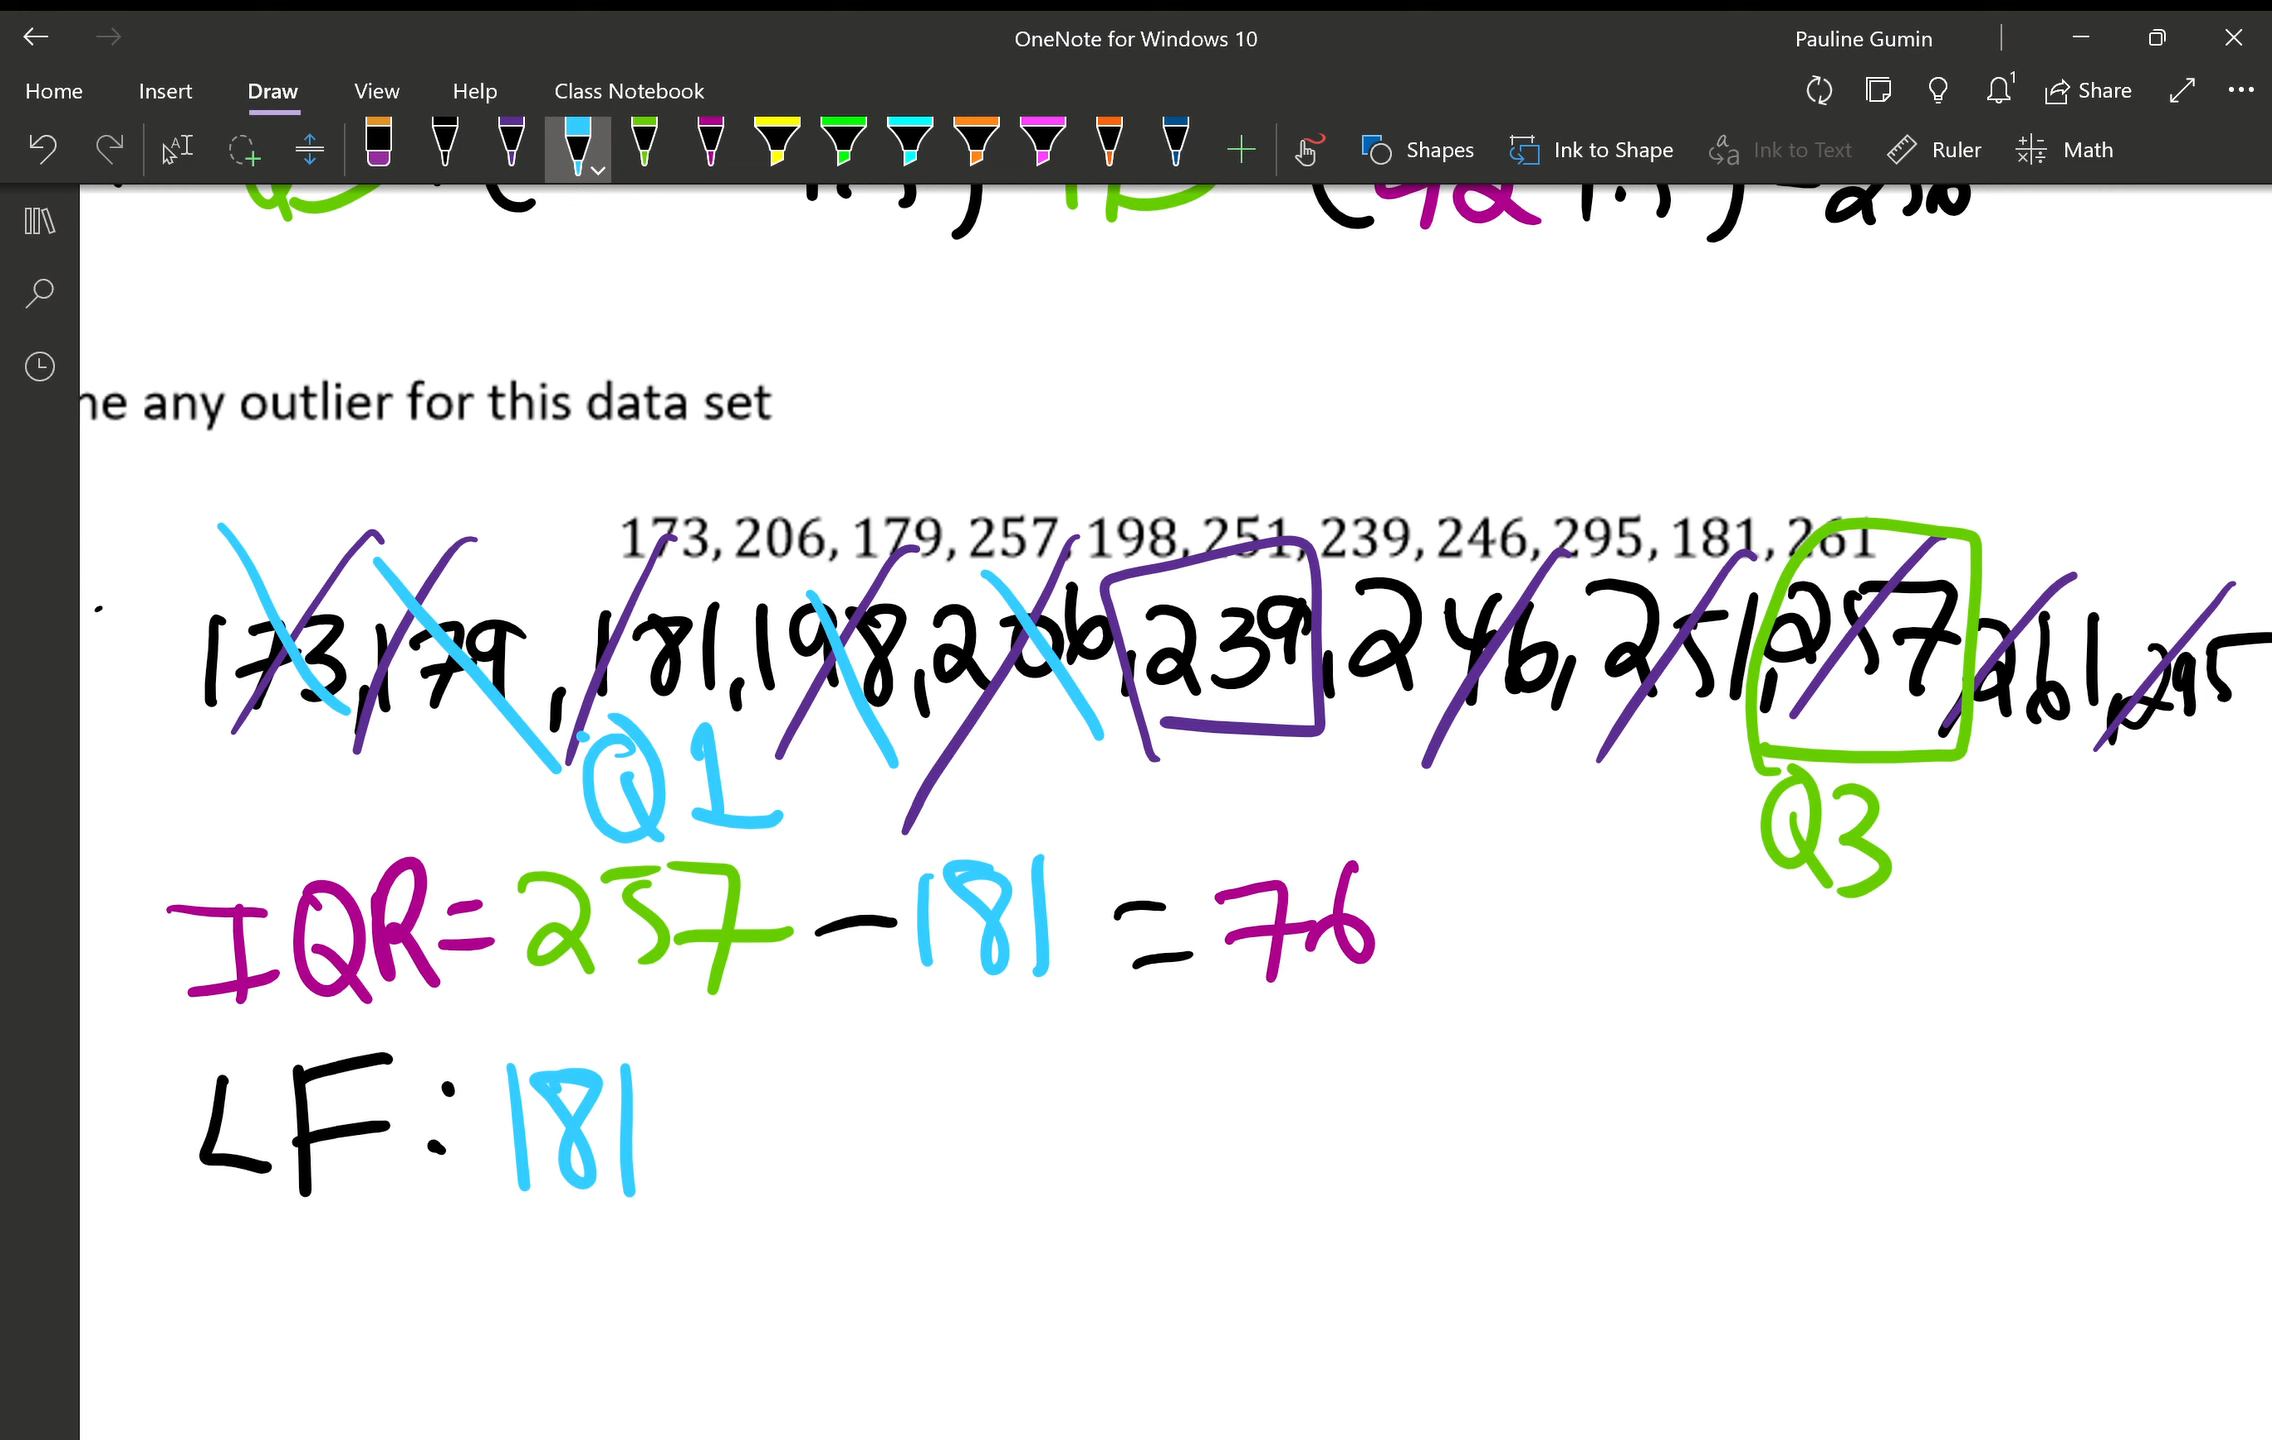 OneNote for Windows 10
Pauline Gumin
Home Insert Draw View Help Class Notebook
1
Share
Shapes Ink to Shape Ink to Text Ruler Math
he any outlier for this data set
173, 206, 179, 257, 198, 251, 239, 246, 295, 181, 261
173, 179, 181, 198, 206, 239, 246, 251, 257 261, 295
Q1
Q3
IQR = 257 - 181 = 76
LF: 181